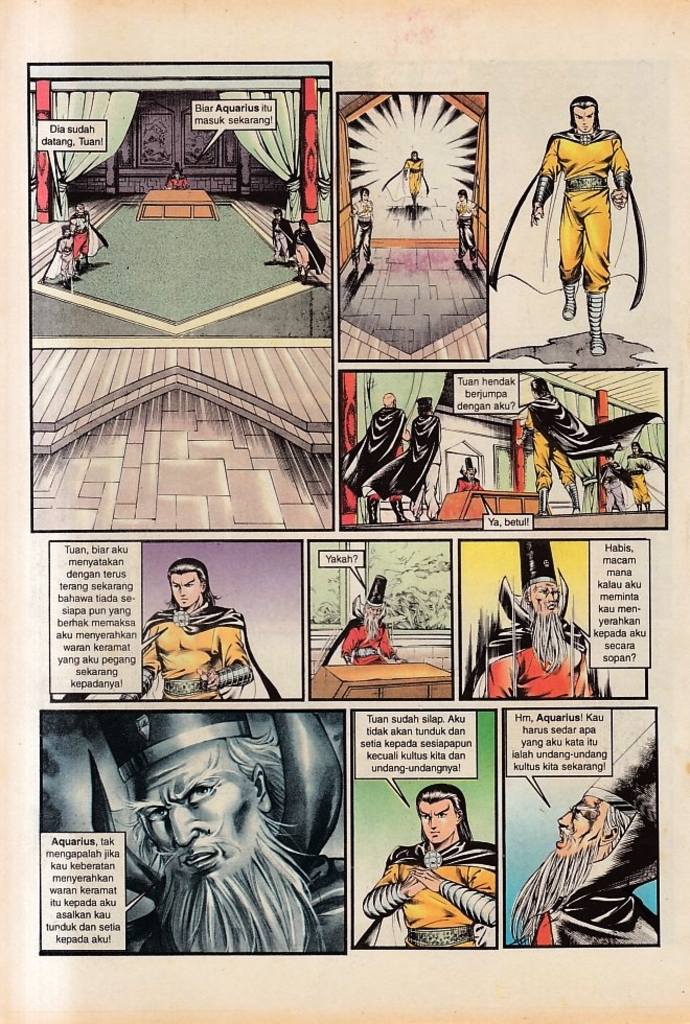 Dia sudah
datang, Tuan!
Biar Aquarius itu
masuk sekarang!
Tuan hendak
berjumpa
dengan aku?
Ya, betul!
Tuan, biar aku
menyatakan
dengan terus
terang sekarang
bahawa tiada se-
siapa pun yang
berhak memaksa
aku menyerahkan
waran keramat
yang aku pegang
sekarang
kepadanya!
Yakah?
Habis,
macam
mana
kalau aku
meminta
kau men-
yerahkan
kepada aku
secara
sopan?
Aquarius, tak
mengapalah jika
kau keberatan
menyerahkan
waran keramat
itu kepada aku
asalkan kau
tunduk dan setia
kepada aku!
Tuan sudah silap. Aku
tidak akan tunduk dan
setia kepada sesiapapun
kecuali kultus kita dan
undang-undangnya!
Hm, Aquarius! Kau
harus sedar apa
yang aku kata itu
ialah undang-undang
kultus kita sekarang!